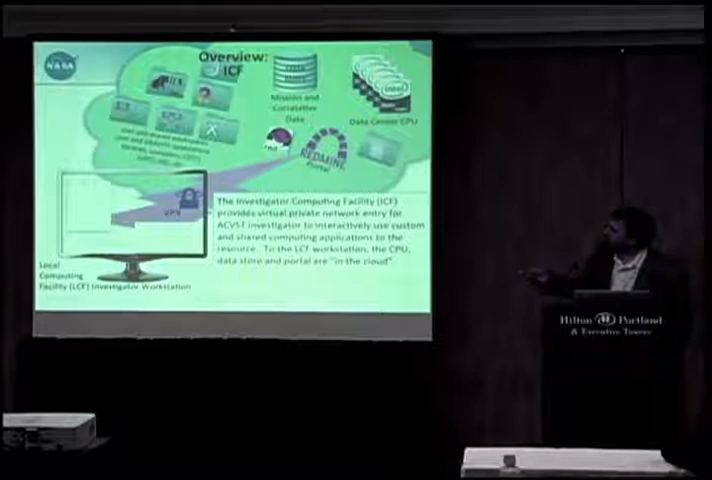 NASA
Overview:
ICF
Mission and
Correlative
Data
intel
Data Center CPU
red
REDMINE
Portal
VPN
The Investigator Computing Facility (ICF)
provides virtual private network entry for
ACVST investigator to interactively use custom
and shared computing applications to the
resource. To the LCF workstation, the CPU,
data store and portal are "in the cloud"
Local
Computing
Facility (LCF) Investigator Workstation
Hilton Portland
& Executive Tower